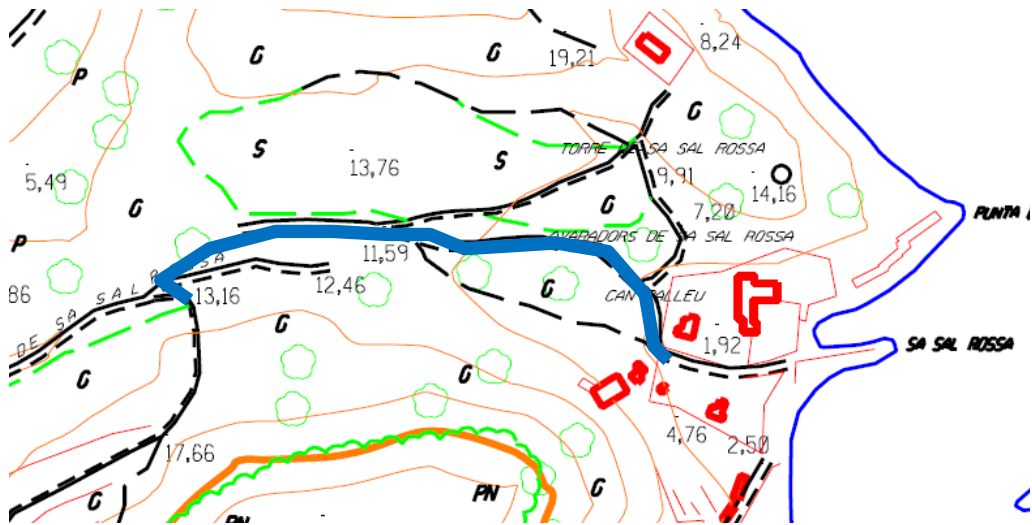 8,24
G
19,21
P
G
G
TORRE DE SA SAL ROSSA
S
13,76
S
9,91
5,49
14,16
G
G
7,20
PUNTA
P
AVARADORS DE SA SAL ROSSA
11,59
SAL
SA
12,46
13,16
86
G
CAN
G
DE SA
1,92
SA SAL ROSSA
G
G
4,76
2,50
17,66
PN
G
G
PN